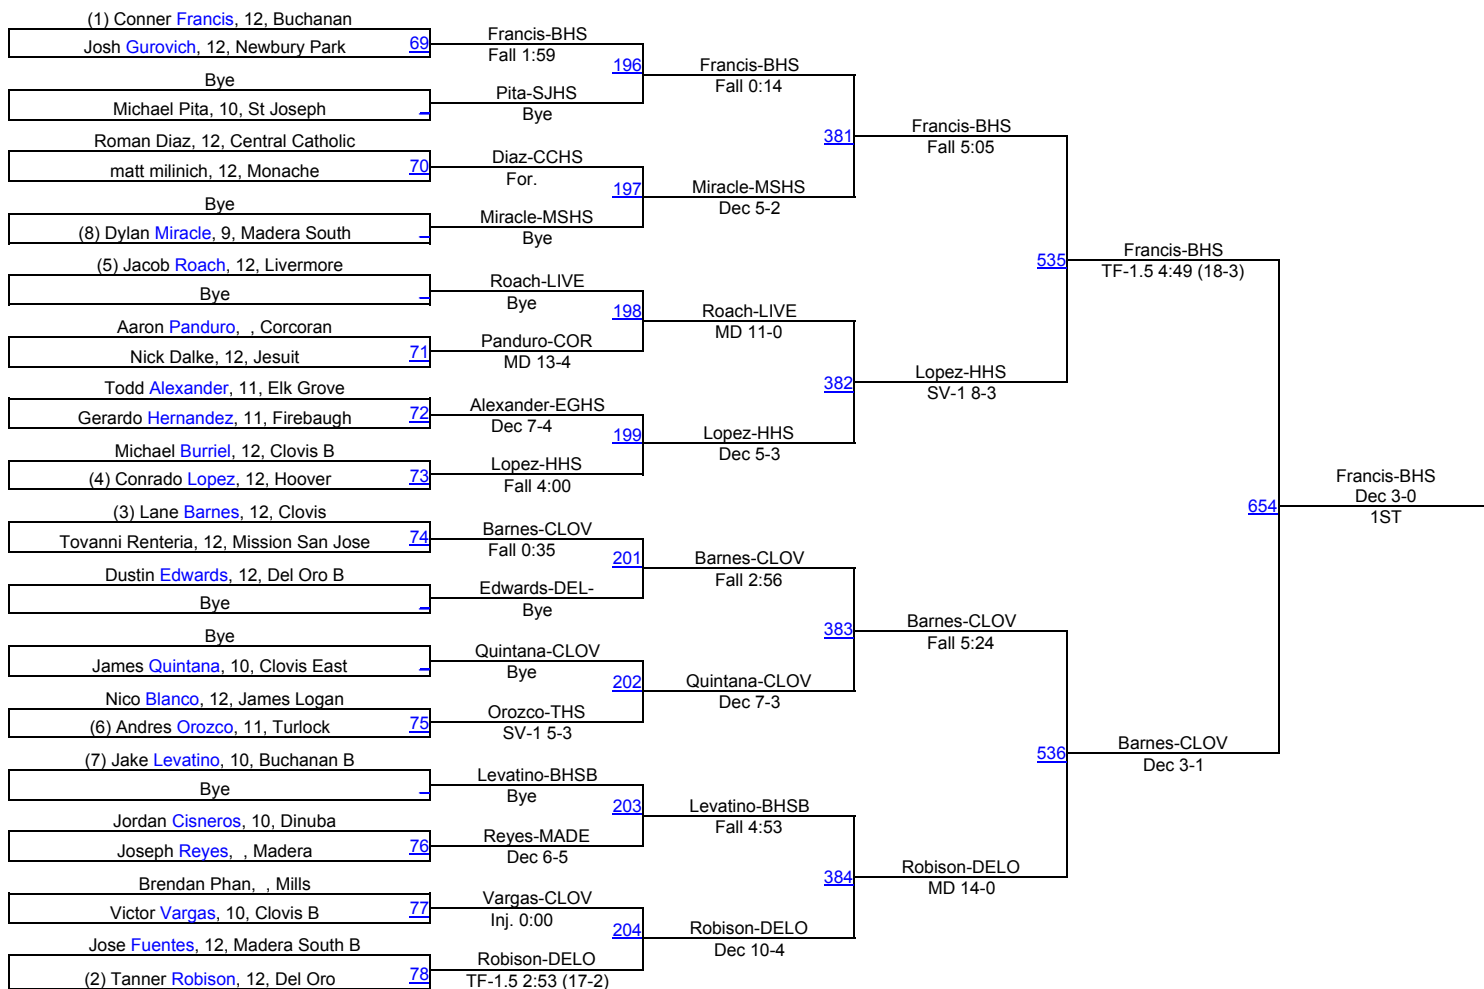 (1) Conner Francis, 12, Buchanan
Josh Gurovich, 12, Newbury Park 69
Bye
Michael Pita, 10, St Joseph _
Roman Diaz, 12, Central Catholic
matt milinich, 12, Monache 70
Bye
(8) Dylan Miracle, 9, Madera South _
(5) Jacob Roach, 12, Livermore
Bye _
Aaron Panduro, , Corcoran
Nick Dalke, 12, Jesuit 71
Todd Alexander, 11, Elk Grove
Gerardo Hernandez, 11, Firebaugh 72
Michael Burriel, 12, Clovis B
(4) Conrado Lopez, 12, Hoover 73
(3) Lane Barnes, 12, Clovis
Tovanni Renteria, 12, Mission San Jose 74
Dustin Edwards, 12, Del Oro B
Bye _
Bye
James Quintana, 10, Clovis East _
Nico Blanco, 12, James Logan
(6) Andres Orozco, 11, Turlock 75
(7) Jake Levatino, 10, Buchanan B
Bye _
Jordan Cisneros, 10, Dinuba
Joseph Reyes, , Madera 76
Brendan Phan, , Mills
Victor Vargas, 10, Clovis B 77
Jose Fuentes, 12, Madera South B
(2) Tanner Robison, 12, Del Oro 78
Francis-BHS
Fall 1:59
196
Pita-SJHS
Bye
Diaz-CCHS
For.
197
Miracle-MSHS
Bye
Roach-LIVE
Bye
198
Panduro-COR
MD 13-4
Alexander-EGHS
Dec 7-4
199
Lopez-HHS
Fall 4:00
Barnes-CLOV
Fall 0:35
201
Edwards-DEL-
Bye
Quintana-CLOV
Bye
202
Orozco-THS
SV-1 5-3
Levatino-BHSB
Bye
203
Reyes-MADE
Dec 6-5
Vargas-CLOV
Inj. 0:00
204
Robison-DELO
TF-1.5 2:53 (17-2)
Francis-BHS
Fall 0:14
381
Miracle-MSHS
Dec 5-2
Roach-LIVE
MD 11-0
382
Lopez-HHS
Dec 5-3
Barnes-CLOV
Fall 2:56
383
Quintana-CLOV
Dec 7-3
Levatino-BHSB
Fall 4:53
384
Robison-DELO
Dec 10-4
Francis-BHS
Fall 5:05
535
Lopez-HHS
SV-1 8-3
Barnes-CLOV
Fall 5:24
536
Robison-DELO
MD 14-0
Francis-BHS
TF-1.5 4:49 (18-3)
654
Barnes-CLOV
Dec 3-1
Francis-BHS
Dec 3-0
1ST